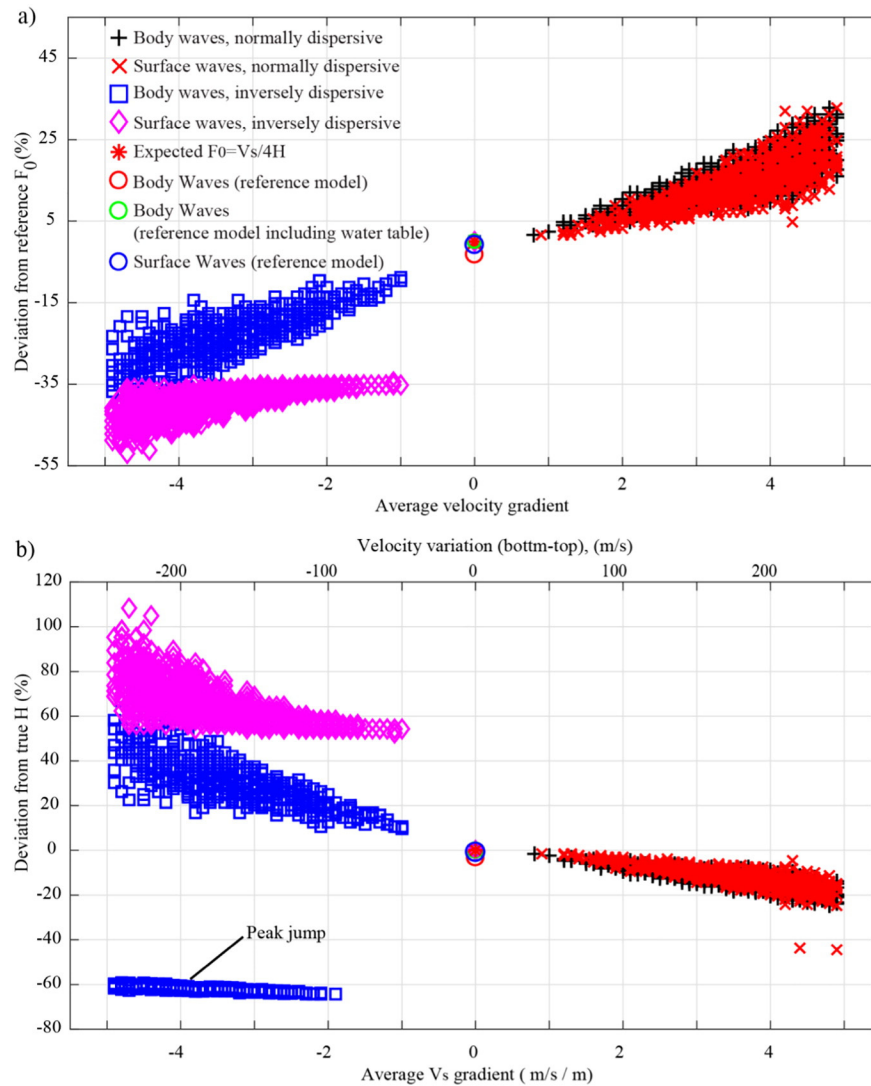 a)
55
45
25
5
-15
-35
-55
Deviation from reference F0(%)
Body waves, normally dispersive
Surface waves, normally dispersive
Body waves, inversely dispersive
Surface waves, inversely dispersive
Expected F0=Vs/4H
Body Waves (reference model)
Body Waves
(reference model including water table)
Surface Waves (reference model)
-4 -2 0 2 4
Average velocity gradient
b)
Velocity variation (bottm-top), (m/s)
-200 -100 0 100 200
120
100
80
60
40
20
0
-20
-40
-60
-80
Deviation from true H (%)
Peak jump
-4 -2 0 2 4
Average Vs gradient ( m/s / m)